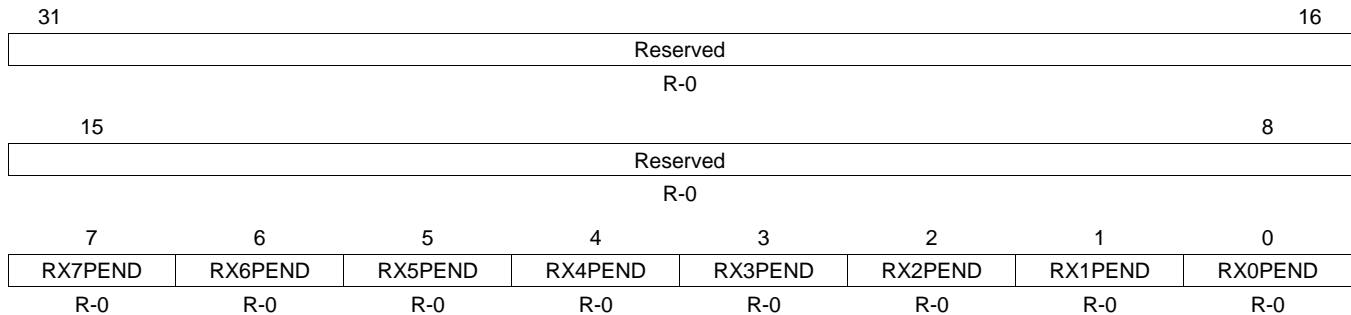 31 16
Reserved
R-0
15 8
Reserved
R-0
7 6 5 4 3 2 1 0
RX7PEND RX6PEND RX5PEND RX4PEND RX3PEND RX2PEND RX1PEND RX0PEND
R-0 R-0 R-0 R-0 R-0 R-0 R-0 R-0